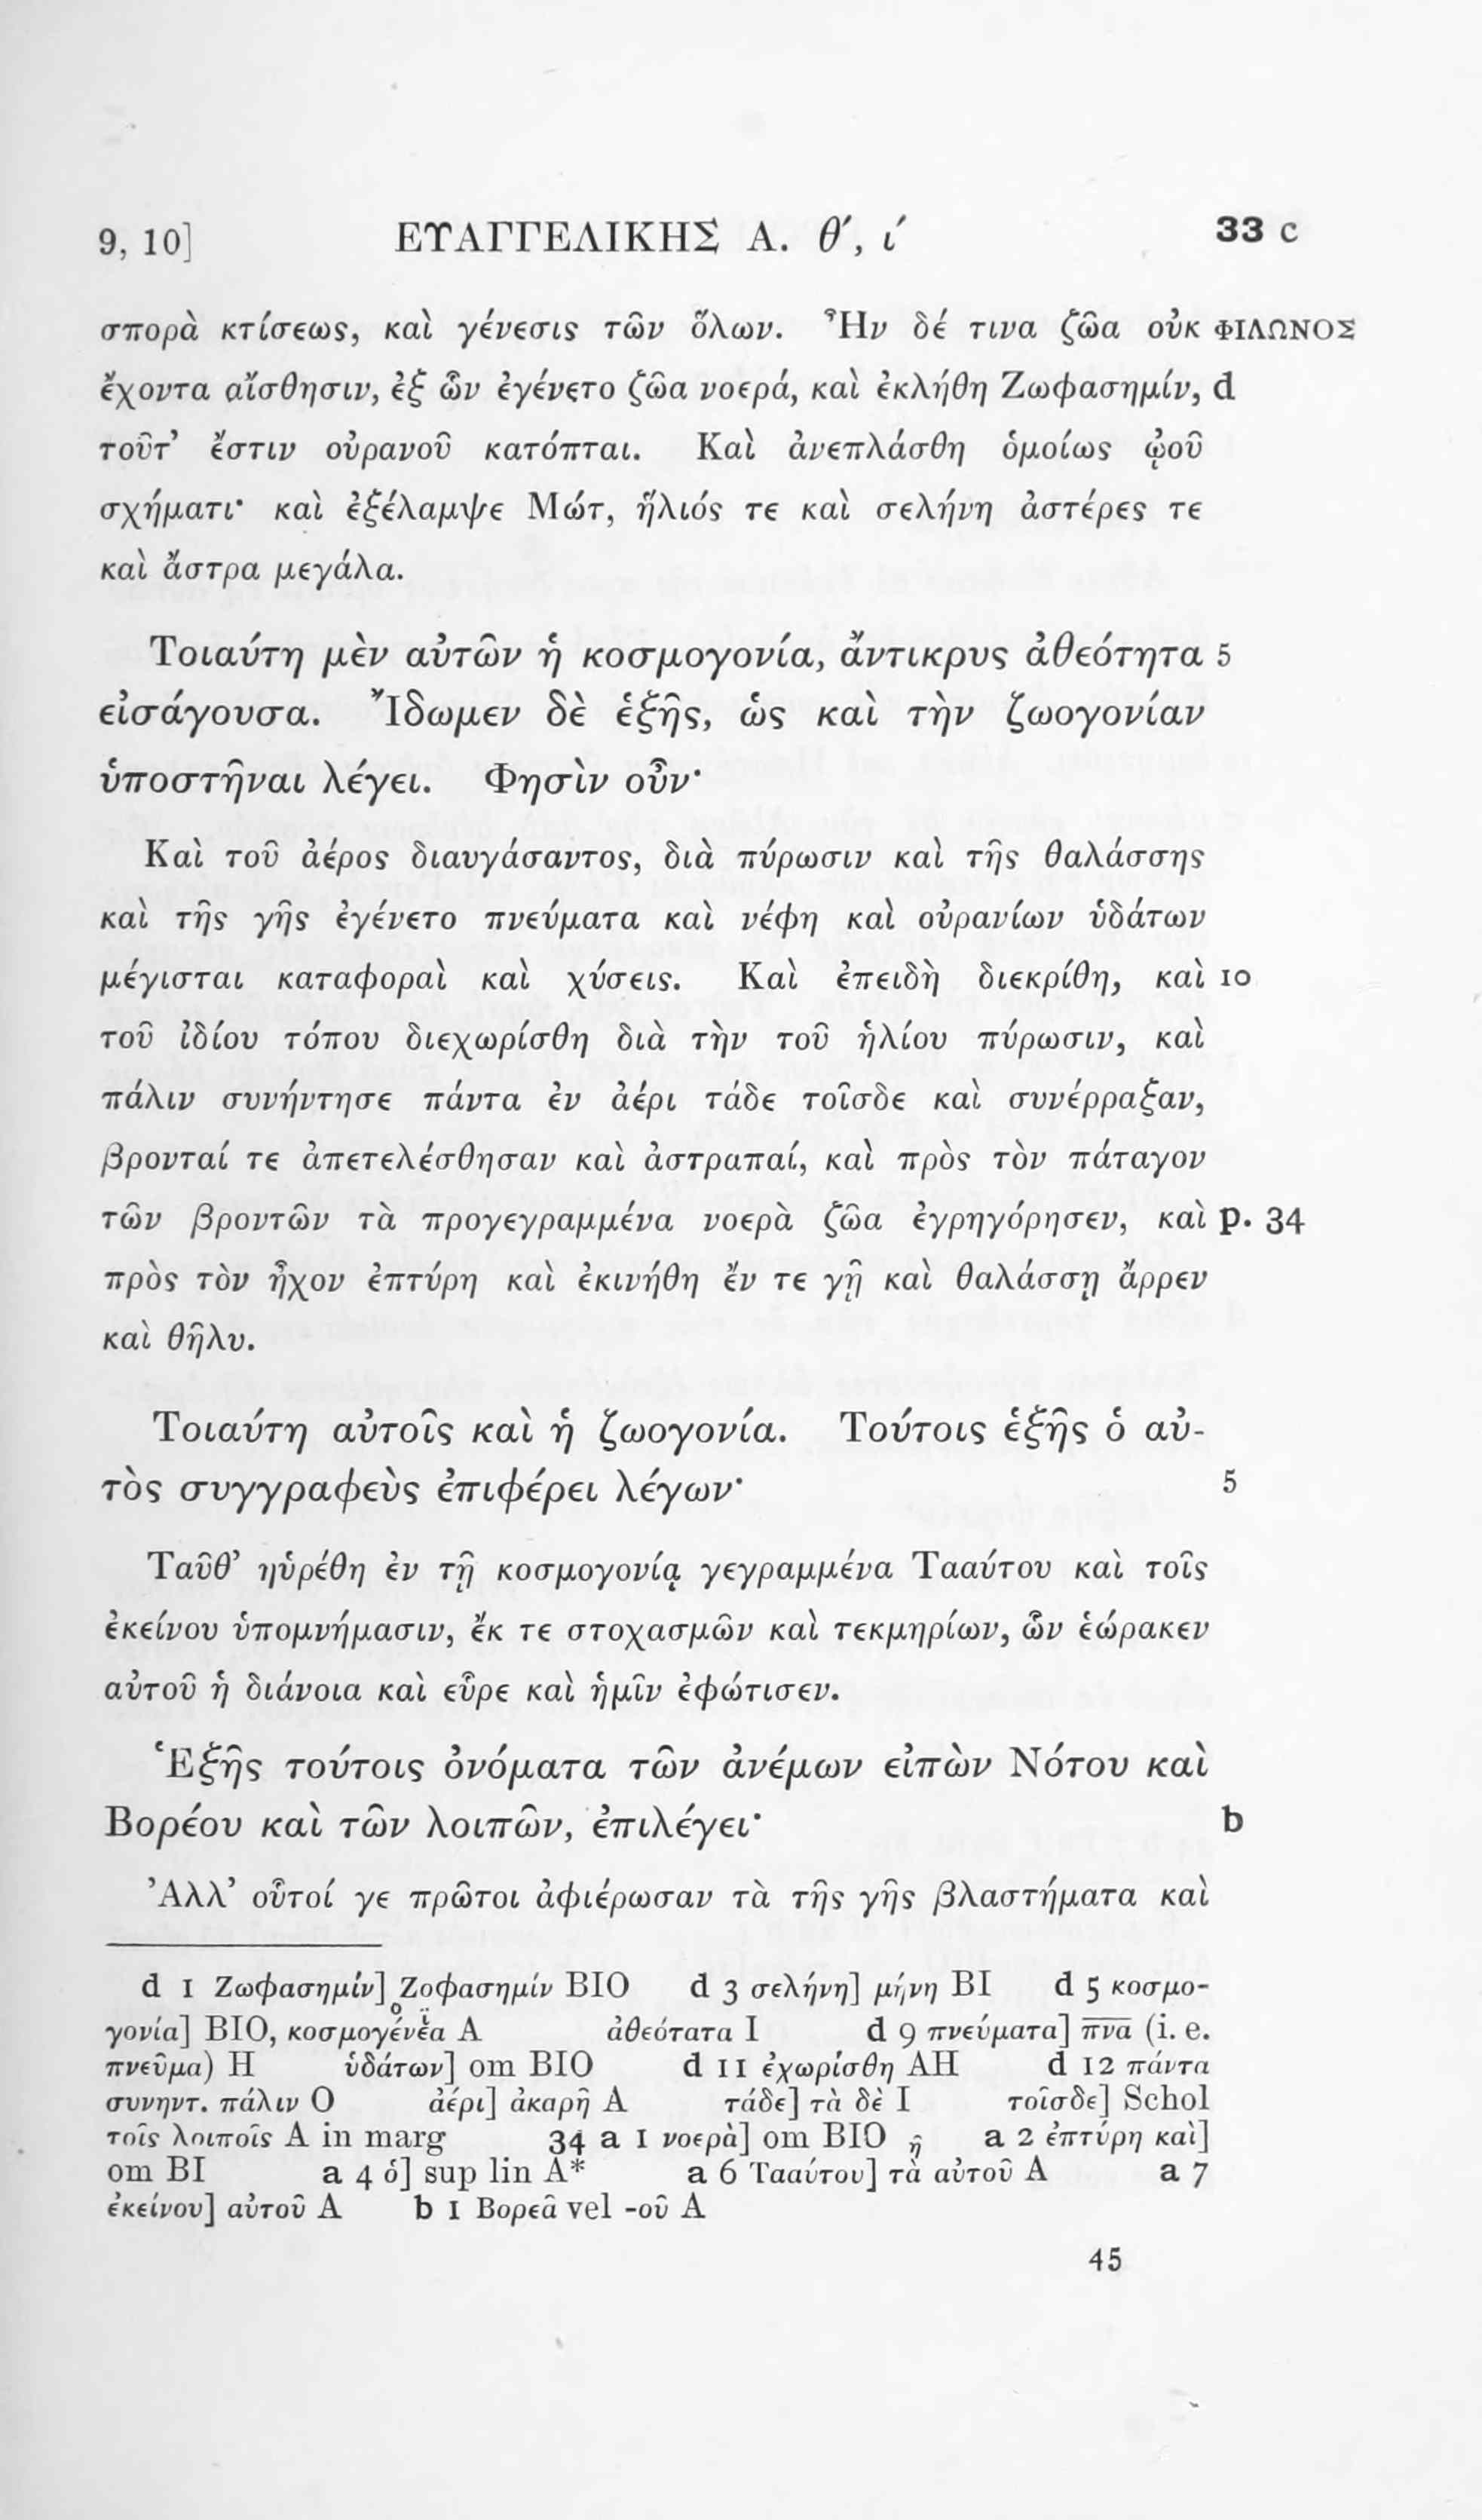 9, 10] ΕΥΑΓΓΕΛΙΚΗΣ Α. θ′, ί 33 c
σπορὰ κτίσεως, καὶ γένεσις τῶν ὅλων. Ἦν δέ τινα ζῶα οὐκ ΦΙΛΩΝΟΣ
ἔχοντα αἴσθησιν, ἐξ ὧν ἐγένετο ζῶα νοερά, καὶ ἐκλήθη Ζωφασημίν, d
τοῦτ’ ἔστιν οὐρανοῦ κατόπται. Καὶ ἀνεπλάσθη ὁμοίως ᾠοῦ
σχήματι· καὶ ἐξέλαμψε Μώτ, ἥλιός τε καὶ σελήνη ἀστέρες τε
καὶ ἄστρα μεγάλα.
Τοιαύτη μὲν αὐτῶν ἡ κοσμογονία, ἄντικρυς ἀθεότητα 5
εἰσάγουσα. Ἴδωμεν δὲ ἑξῆς, ὡς καὶ τὴν ζωογονίαν
ὑποστῆναι λέγει. Φησὶν οὖν·
Καὶ τοῦ ἀέρος διαυγάσαντος, διὰ πύρωσιν καὶ τῆς θαλάσσης
καὶ τῆς γῆς ἐγένετο πνεύματα καὶ νέφη καὶ οὐρανίων ὑδάτων
μέγισται καταφοραὶ καὶ χύσεις. Καὶ ἐπειδὴ διεκρίθη, καὶ 10
τοῦ ἰδίου τόπου διεχωρίσθη διὰ τὴν τοῦ ἡλίου πύρωσιν, καὶ
πάλιν συνήντησε πάντα ἐν ἀέρι τάδε τοῖσδε καὶ συνέρραξαν,
βρονταί τε ἀπετελέσθησαν καὶ ἀστραπαί, καὶ πρὸς τὸν πάταγον
τῶν βροντῶν τὰ προγεγραμμένα νοερὰ ζῶα ἐγρηγόρησεν, καὶ p. 34
πρὸς τὸν ἦχον ἐπτύρη καὶ ἐκινήθη ἔν τε γῇ καὶ θαλάσσῃ ἄρρεν
καὶ θῆλυ.
Τοιαύτη αὐτοῖς καὶ ἡ ζωογονία. Τούτοις ἑξῆς ὁ αὐ-
τὸς συγγραφεὺς ἐπιφέρει λέγων· 5
Ταῦθ’ ηὑρέθη ἐν τῇ κοσμογονίᾳ γεγραμμένα Τααύτου καὶ τοῖς
ἐκείνου ὑπομνήμασιν, ἔκ τε στοχασμῶν καὶ τεκμηρίων, ὧν ἑώρακεν
αὐτοῦ ἡ διάνοια καὶ εὗρε καὶ ἡμῖν ἐφώτισεν.
Ἑξῆς τούτοις ὀνόματα τῶν ἀνέμων εἰπὼν Νότου καὶ
Βορέου καὶ τῶν λοιπῶν, ἐπιλέγει· b
Ἀλλ’ οὗτοί γε πρῶτοι ἀφιέρωσαν τὰ τῆς γῆς βλαστήματα καὶ
d 1 Ζωφασημίν] Ζοφασημίν BIO d 3 σελήνη] μήνη BI d 5 κοσμο-
γονία] BIO, κοσμογένεα A ἀθεότατα I d 9 πνεύματα] πνα (i. e.
πνεῦμα) H ὑδάτων] om BIO d 11 ἐχωρίσθη AH d 12 πάντα
συνηντ. πάλιν O ἀέρι] ἀκαρῆ A τάδε] τὰ δὲ I τοῖσδε] Schol
τοῖς λοιποῖς A in marg 34 a 1 νοερὰ] om BIO a 2 ἐπτύρη καὶ]
om BI a 4 ὁ] sup lin A* a 6 Τααύτου] τὰ αὐτοῦ A a 7
ἐκείνου] αὐτοῦ A b 1 Βορεᾶ vel -οῦ A
45